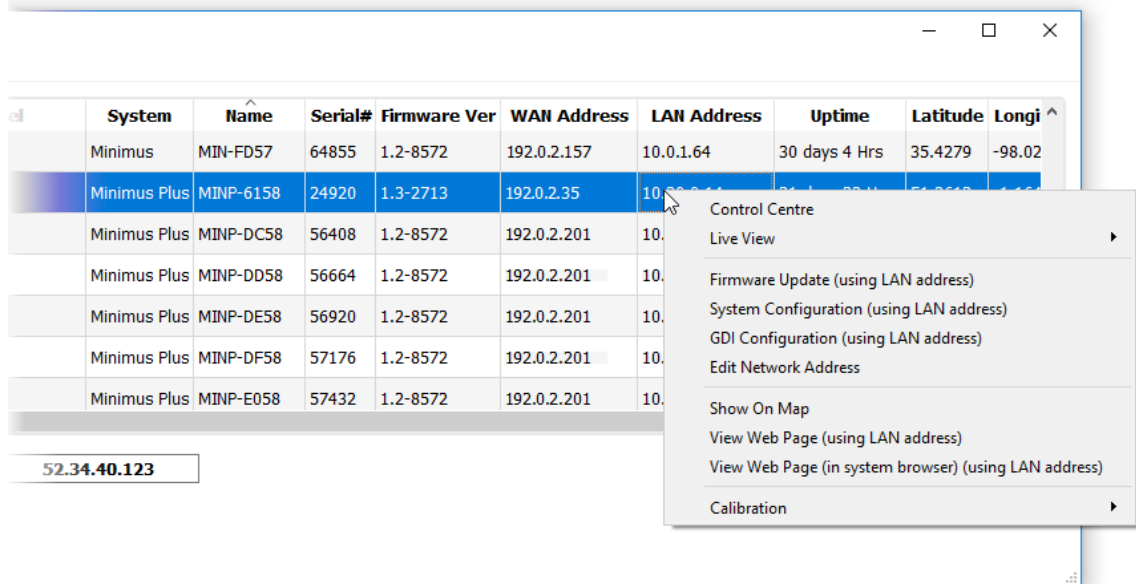 el System Name Serial# Firmware Ver WAN Address LAN Address Uptime Latitude Longi
Minimus MIN-FD57 64855 1.2-8572 192.0.2.157 10.0.1.64 30 days 4 Hrs 35.4279 -98.02
Minimus Plus MINP-6158 24920 1.3-2713 192.0.2.35
Minimus Plus MINP-DC58 56408 1.2-8572 192.0.2.201 10.
Minimus Plus MINP-DD58 56664 1.2-8572 192.0.2.201 10.
Minimus Plus MINP-DE58 56920 1.2-8572 192.0.2.201 10.
Minimus Plus MINP-DF58 57176 1.2-8572 192.0.2.201 10.
Minimus Plus MINP-E058 57432 1.2-8572 192.0.2.201 10.
52.34.40.123
Control Centre
Live View
Firmware Update (using LAN address)
System Configuration (using LAN address)
GDI Configuration (using LAN address)
Edit Network Address
Show On Map
View Web Page (using LAN address)
View Web Page (in system browser) (using LAN address)
Calibration